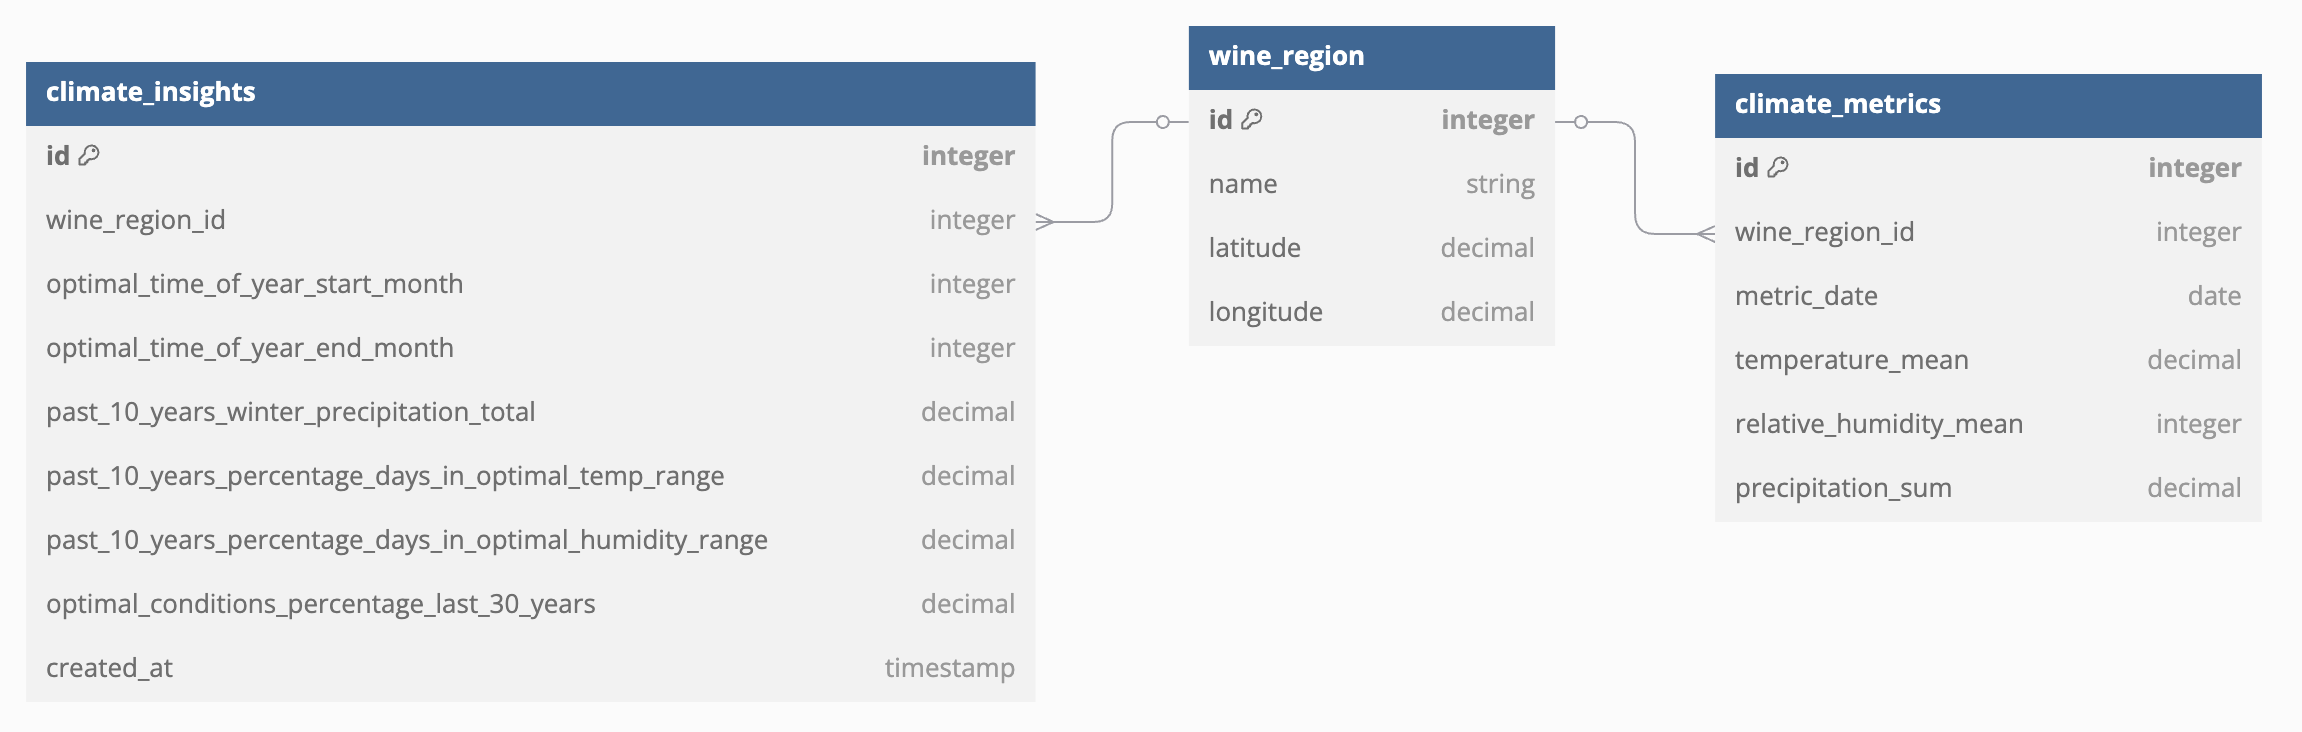 climate_insights
id integer
wine_region_id integer
optimal_time_of_year_start_month integer
optimal_time_of_year_end_month integer
past_10_years_winter_precipitation_total decimal
past_10_years_percentage_days_in_optimal_temp_range decimal
past_10_years_percentage_days_in_optimal_humidity_range decimal
optimal_conditions_percentage_last_30_years decimal
created_at timestamp
wine_region
id integer
name string
latitude decimal
longitude decimal
climate_metrics
id integer
wine_region_id integer
metric_date date
temperature_mean decimal
relative_humidity_mean integer
precipitation_sum decimal